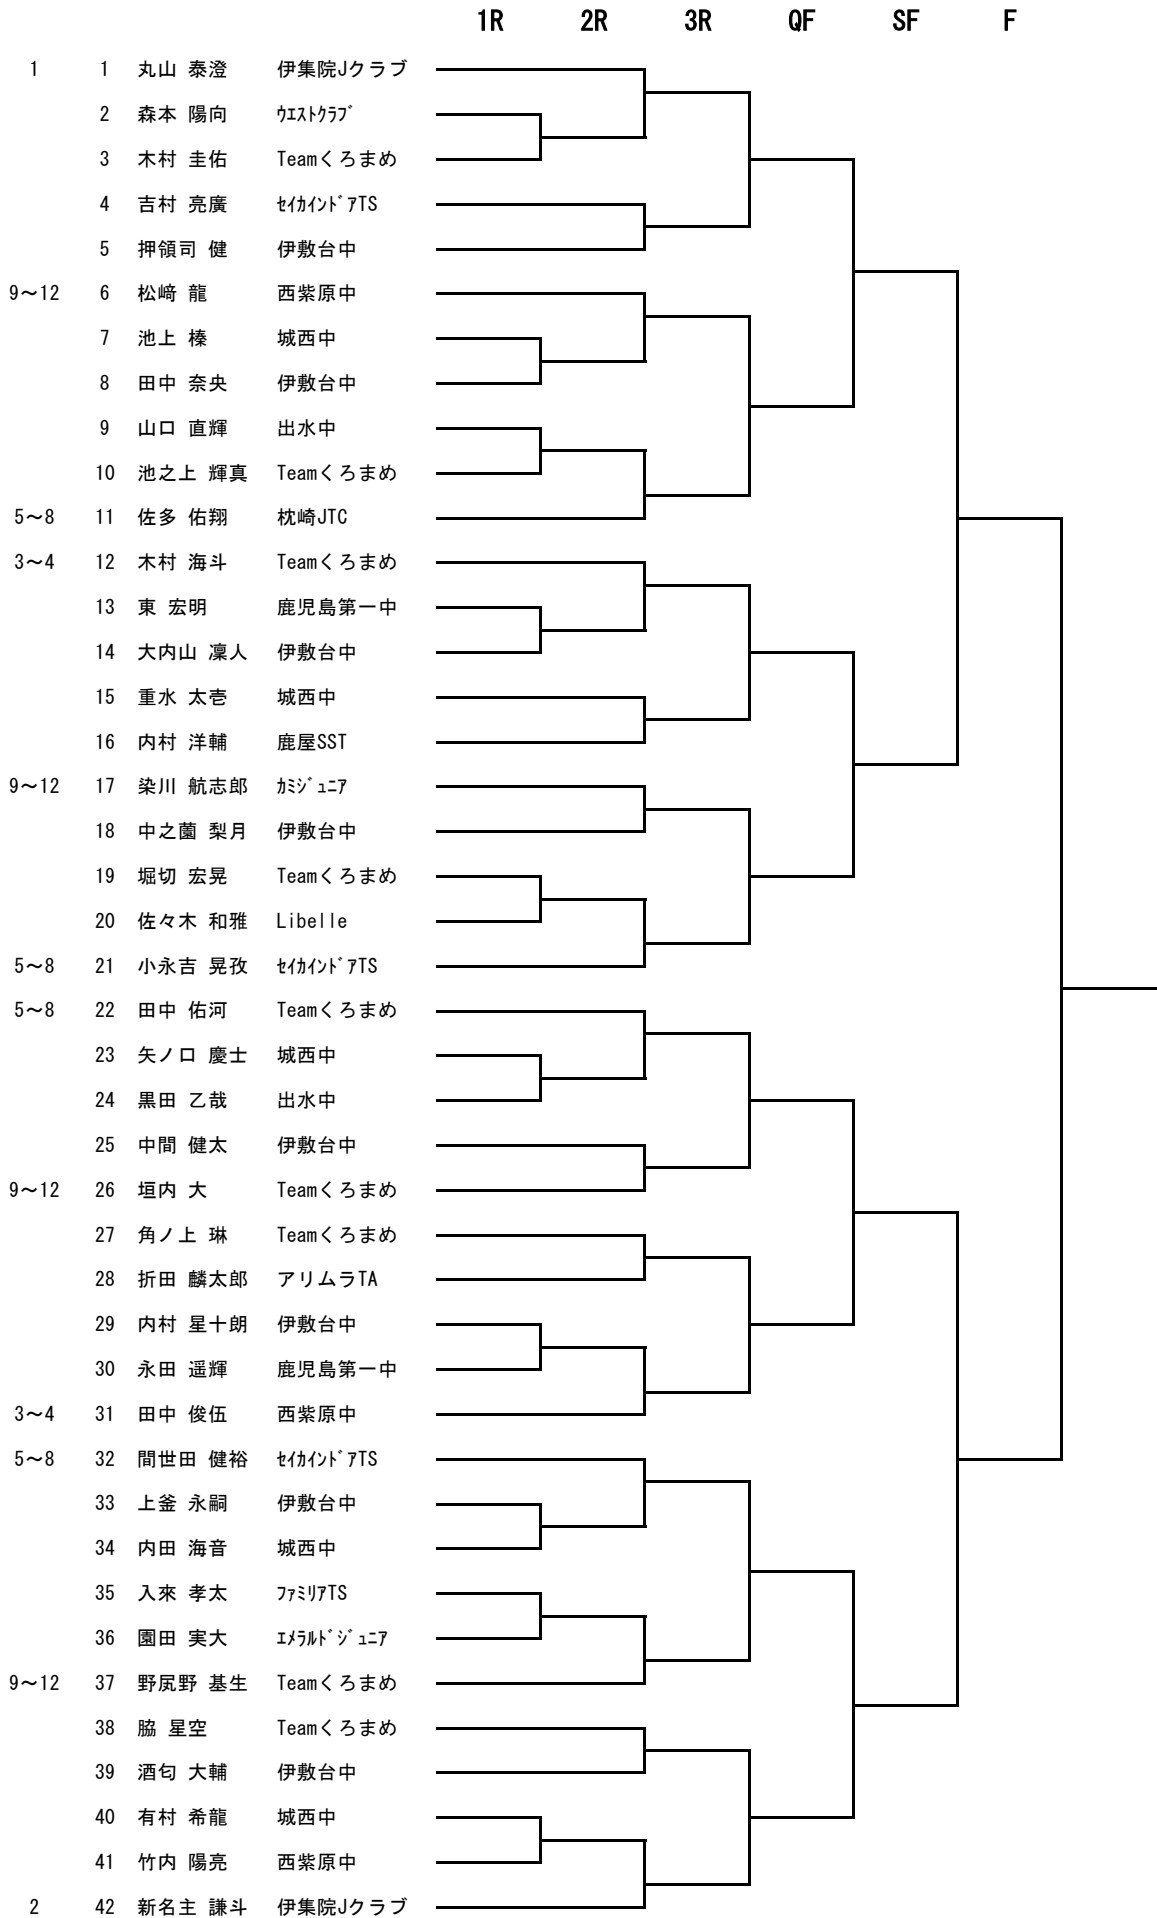 1R 2R 3R QF SF F
1 1 丸山 泰澄 伊集院Jクラブ
2 森本 陽向 ｳｴｽﾄｸﾗﾌﾞ
3 木村 圭佑 Teamくろまめ
4 吉村 亮廣 ｾｲｶｲﾝﾄﾞｱTS
5 押領司 健 伊敷台中
9～12 6 松﨑 龍 西紫原中
7 池上 榛 城西中
8 田中 奈央 伊敷台中
9 山口 直輝 出水中
10 池之上 輝真 Teamくろまめ
5～8 11 佐多 佑翔 枕崎JTC
3～4 12 木村 海斗 Teamくろまめ
13 東 宏明 鹿児島第一中
14 大内山 凜人 伊敷台中
15 重水 太壱 城西中
16 内村 洋輔 鹿屋SST
9～12 17 染川 航志郎 ｶﾐｼﾞｭﾆｱ
18 中之薗 梨月 伊敷台中
19 堀切 宏晃 Teamくろまめ
20 佐々木 和雅 Libelle
5～8 21 小永吉 晃孜 ｾｲｶｲﾝﾄﾞｱTS
5～8 22 田中 佑河 Teamくろまめ
23 矢ノ口 慶士 城西中
24 黒田 乙哉 出水中
25 中間 健太 伊敷台中
9～12 26 垣内 大 Teamくろまめ
27 角ノ上 琳 Teamくろまめ
28 折田 麟太郎 アリムラTA
29 内村 星十朗 伊敷台中
30 永田 遥輝 鹿児島第一中
3～4 31 田中 俊伍 西紫原中
5～8 32 間世田 健裕 ｾｲｶｲﾝﾄﾞｱTS
33 上釜 永嗣 伊敷台中
34 内田 海音 城西中
35 入來 孝太 ﾌｧﾐﾘｱTS
36 園田 実大 ｴﾒﾗﾙﾄﾞｼﾞｭﾆｱ
9～12 37 野尻野 基生 Teamくろまめ
38 脇 星空 Teamくろまめ
39 酒匂 大輔 伊敷台中
40 有村 希龍 城西中
41 竹内 陽亮 西紫原中
2 42 新名主 謙斗 伊集院Jクラブ